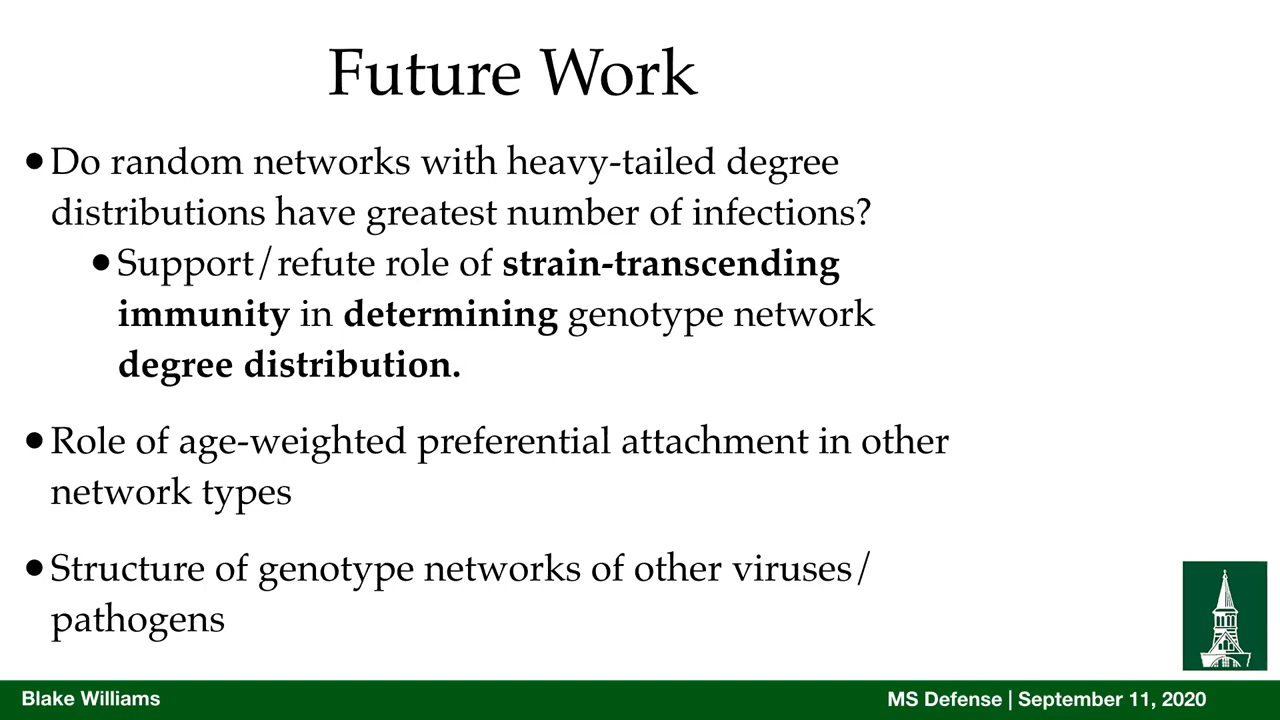 Future Work
•Do random networks with heavy-tailed degree
distributions have greatest number of infections?
•Support/refute role of strain-transcending
immunity in determining genotype network
degree distribution.
•Role of age-weighted preferential attachment in other
network types
•Structure of genotype networks of other viruses/
pathogens
Blake Williams
MS Defense | September 11, 2020